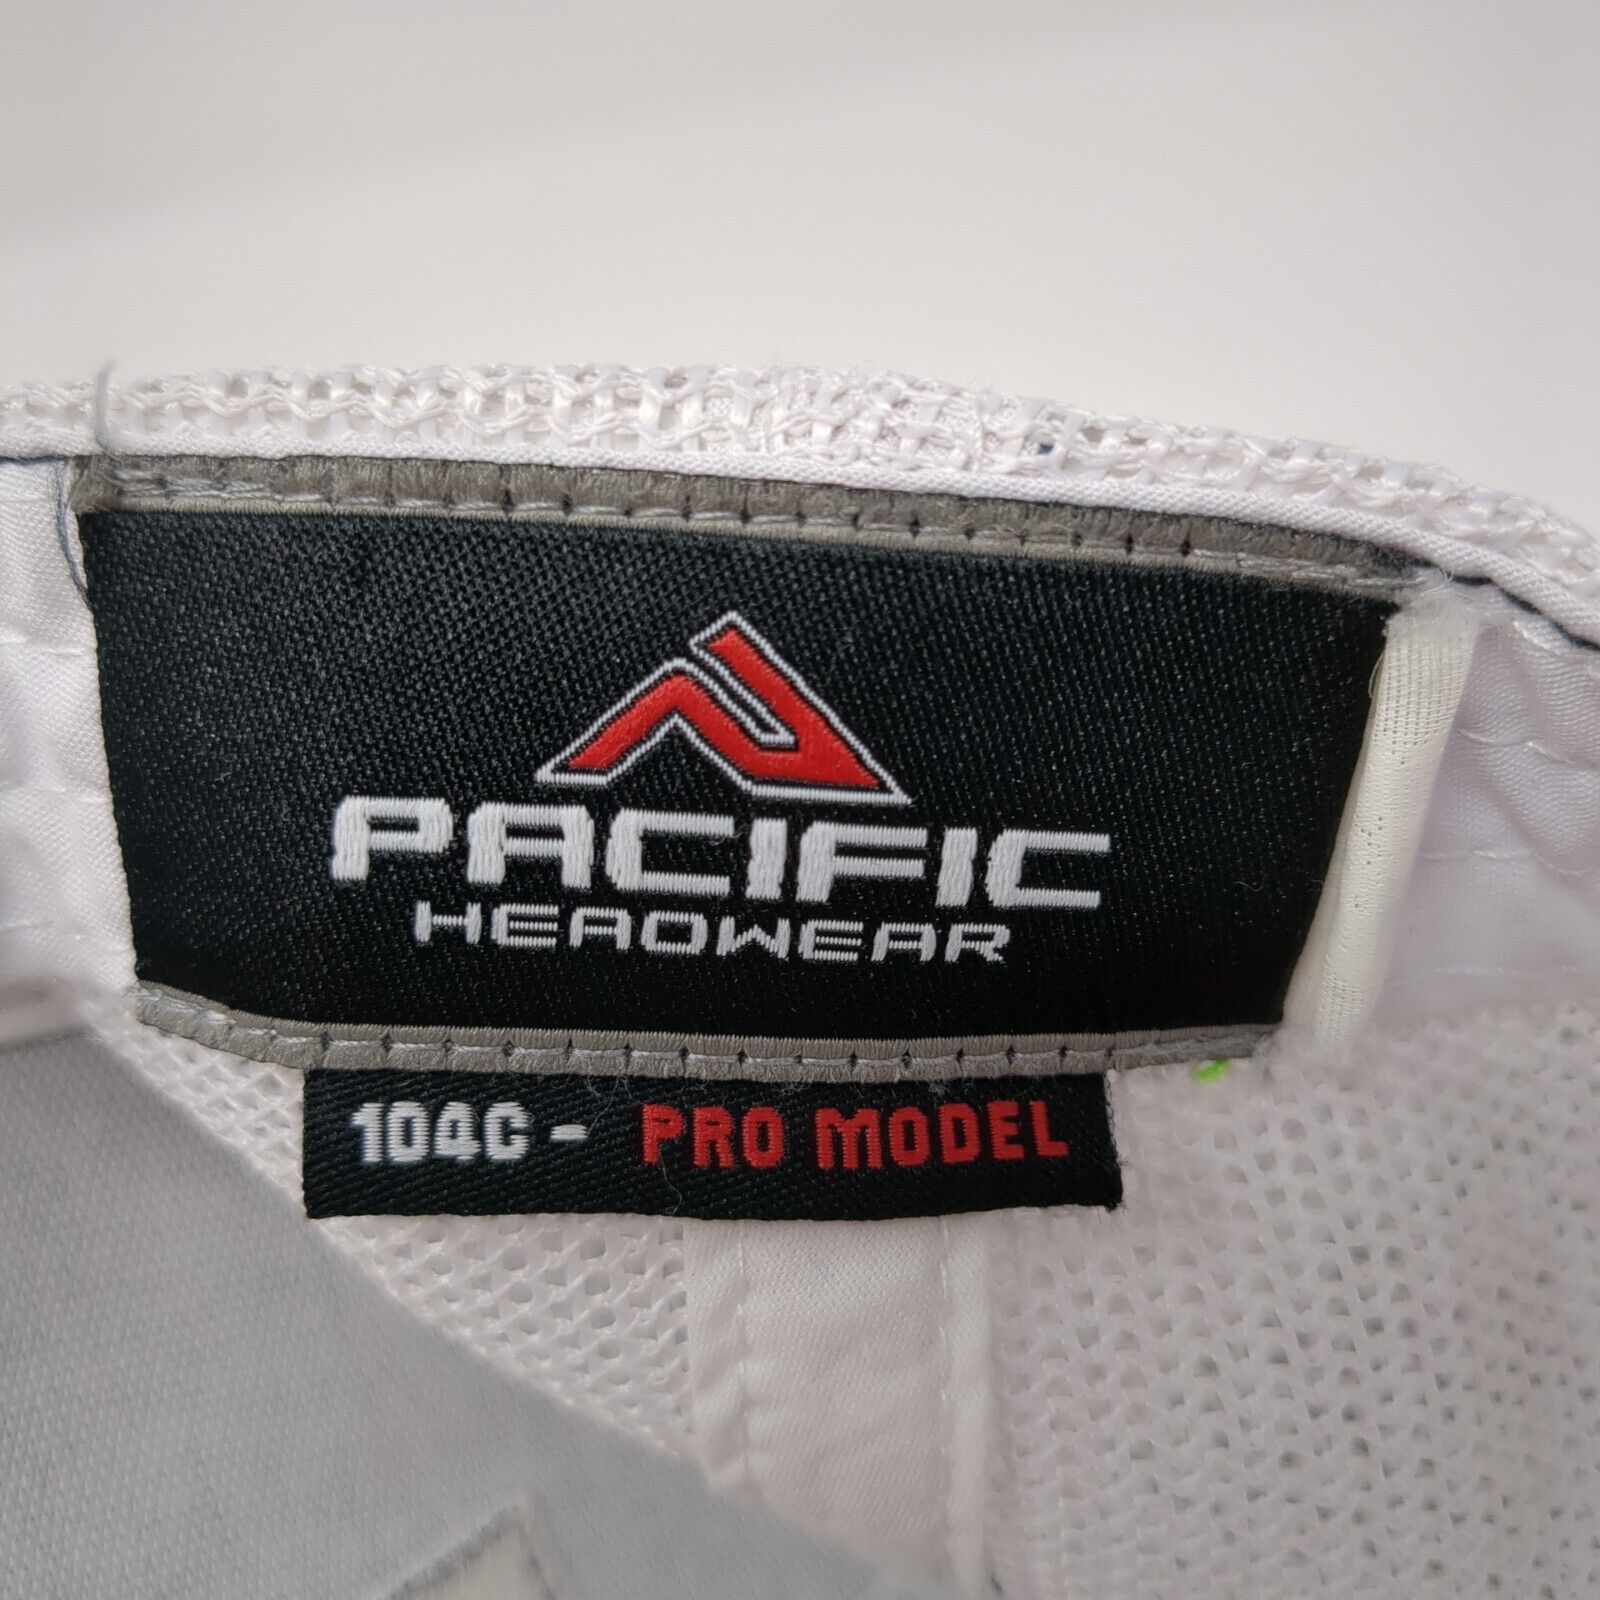 PACIFIC
HEADWEAR
104C - PRO MODEL